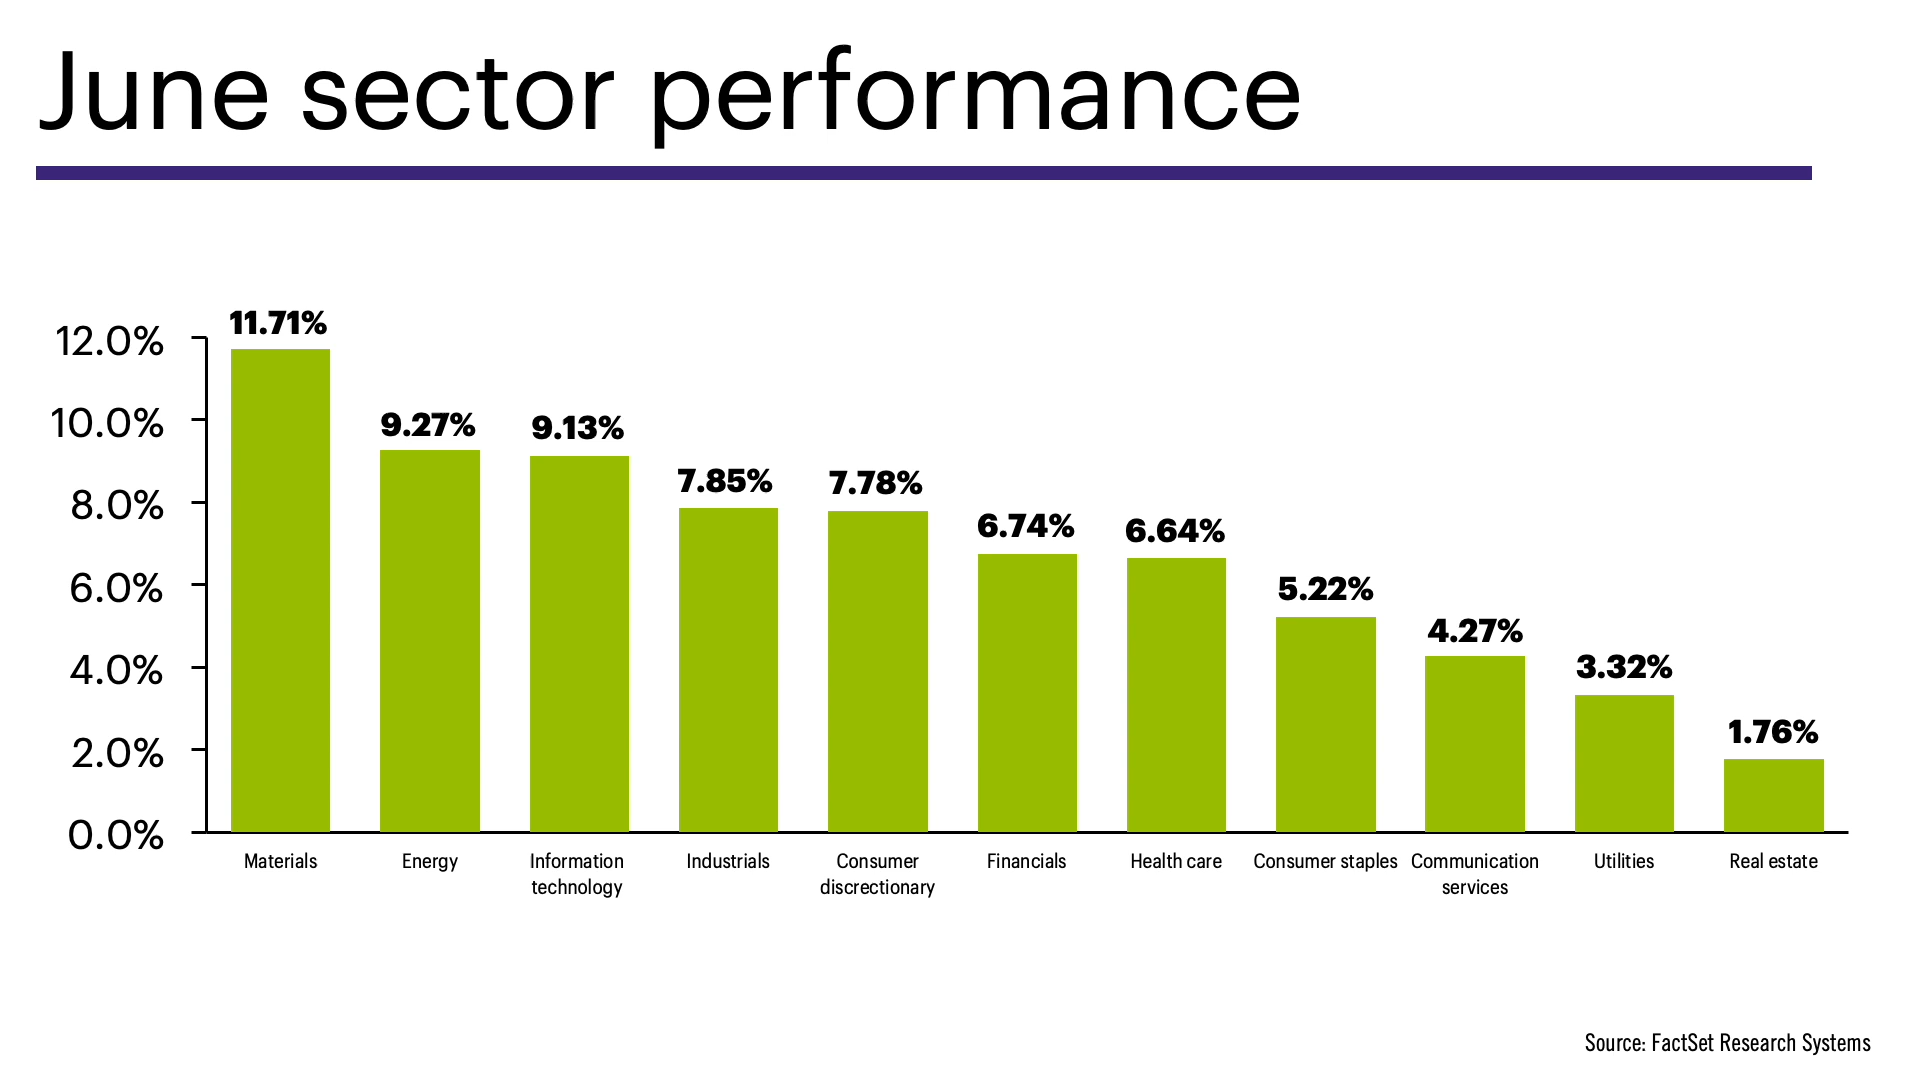 June sector performance
12.0%
10.0%
8.0%
6.0%
4.0%
2.0%
0.0%
11.71%
9.27%
9.13%
7.85%
7.78%
6.74%
6.64%
5.22%
4.27%
3.32%
1.76%
Materials
Energy
Information
technology
Industrials
Consumer
discrectionary
Financials
Health care
Consumer staples
Communication
services
Utilities
Real estate
Source: FactSet Research Systems